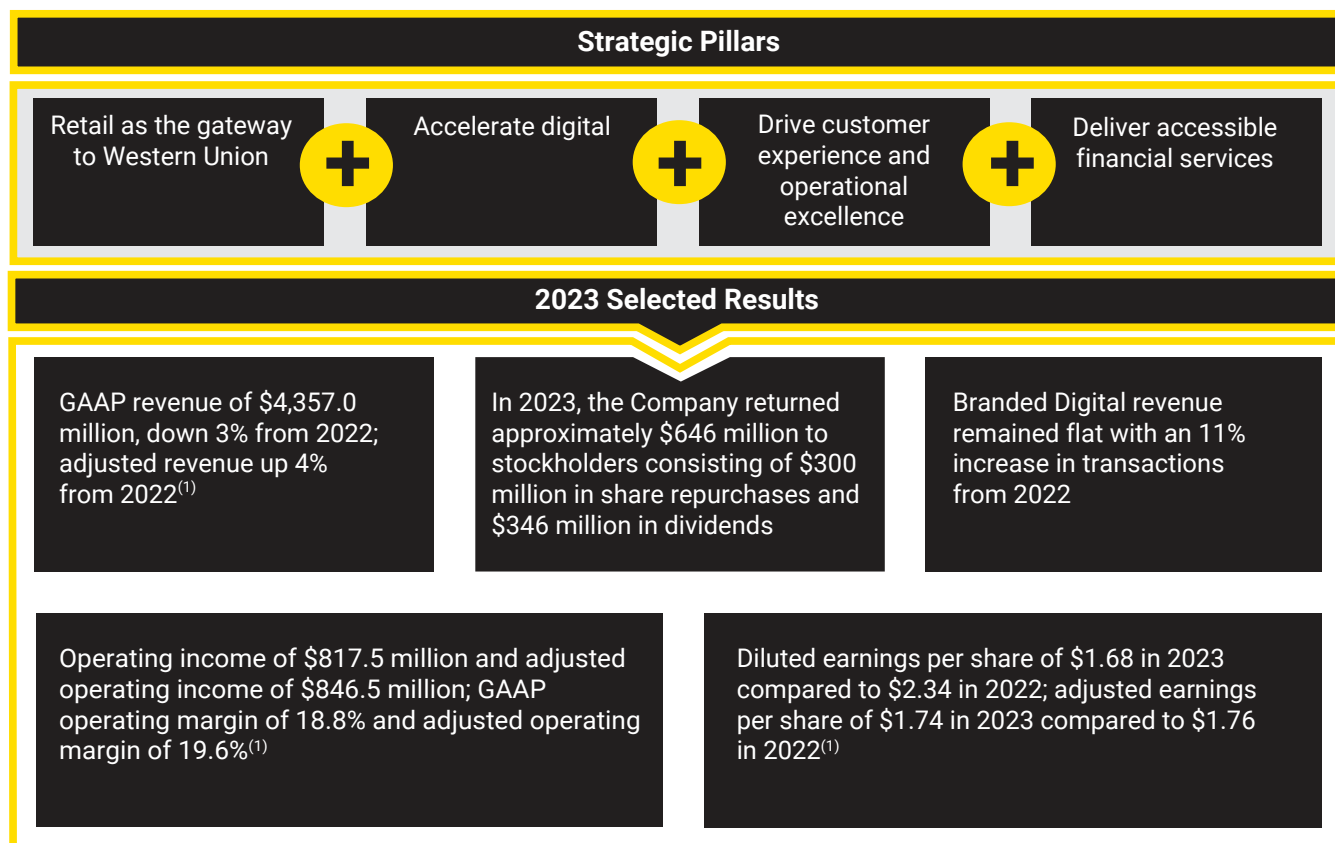 Strategic Pillars
Retail as the gateway
to Western Union
Accelerate digital
Drive customer
experience and
operational
excellence
Deliver accessible
financial services
2023 Selected Results
GAAP revenue of $4,357.0
million, down 3% from 2022;
adjusted revenue up 4%
from 2022(1)
In 2023, the Company returned
approximately $646 million to
stockholders consisting of $300
million in share repurchases and
$346 million in dividends
Branded Digital revenue
remained flat with an 11%
increase in transactions
from 2022
Operating income of $817.5 million and adjusted
operating income of $846.5 million; GAAP
operating margin of 18.8% and adjusted operating
margin of 19.6%(1)
Diluted earnings per share of $1.68 in 2023
compared to $2.34 in 2022; adjusted earnings
per share of $1.74 in 2023 compared to $1.76
in 2022(1)